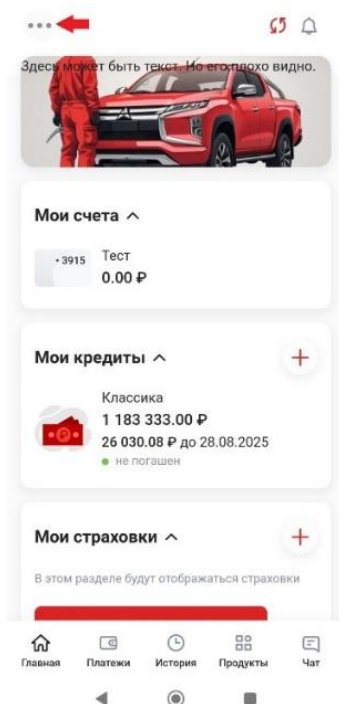 Здесь может быть текст. Но его плохо видно.
Мои счета
• 3915 Тест
0.00 ₽
Мои кредиты
Классика
1 183 333.00 ₽
26 030.08 ₽ до 28.08.2025
не погашен
Мои страховки
В этом разделе будут отображаться страховки
Главная Платежи История Продукты Чат